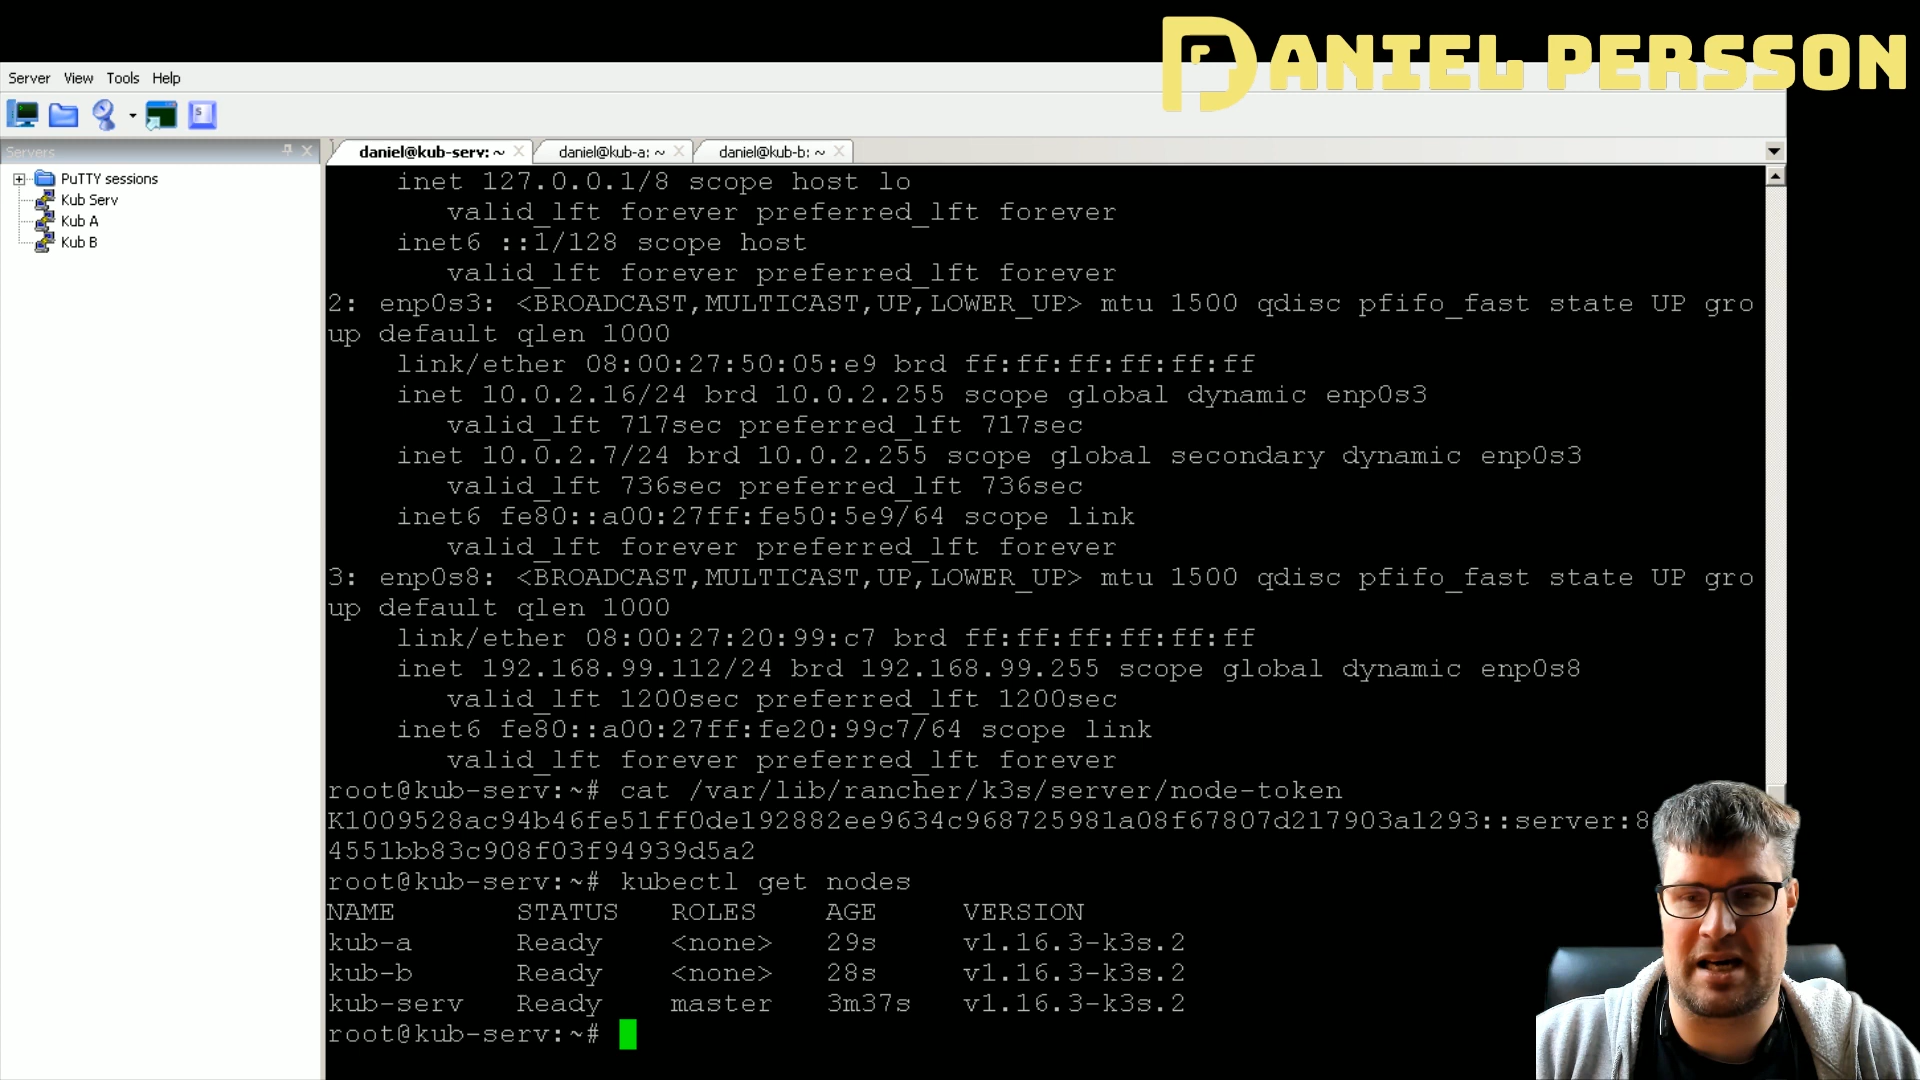 DANIEL PERSSON
Server View Tools Help
Servers
daniel@kub-serv: ~ daniel@kub-a: ~ daniel@kub-b: ~
PuTTY sessions
Kub Serv
Kub A
Kub B
inet 127.0.0.1/8 scope host lo
valid_lft forever preferred_lft forever
inet6 ::1/128 scope host
valid_lft forever preferred_lft forever
2: enp0s3: <BROADCAST,MULTICAST,UP,LOWER_UP> mtu 1500 qdisc pfifo_fast state UP gro
up default qlen 1000
link/ether 08:00:27:50:05:e9 brd ff:ff:ff:ff:ff:ff
inet 10.0.2.16/24 brd 10.0.2.255 scope global dynamic enp0s3
valid_lft 717sec preferred_lft 717sec
inet 10.0.2.7/24 brd 10.0.2.255 scope global secondary dynamic enp0s3
valid_lft 736sec preferred_lft 736sec
inet6 fe80::a00:27ff:fe50:5e9/64 scope link
valid_lft forever preferred_lft forever
3: enp0s8: <BROADCAST,MULTICAST,UP,LOWER_UP> mtu 1500 qdisc pfifo_fast state UP gro
up default qlen 1000
link/ether 08:00:27:20:99:c7 brd ff:ff:ff:ff:ff:ff
inet 192.168.99.112/24 brd 192.168.99.255 scope global dynamic enp0s8
valid_lft 1200sec preferred_lft 1200sec
inet6 fe80::a00:27ff:fe20:99c7/64 scope link
valid_lft forever preferred_lft forever
root@kub-serv:~# cat /var/lib/rancher/k3s/server/node-token
K1009528ac94b46fe51ff0de192882ee9634c968725981a08f67807d217903a1293::server:8
4551bb83c908f03f94939d5a2
root@kub-serv:~# kubectl get nodes
NAME STATUS ROLES AGE VERSION
kub-a Ready <none> 29s v1.16.3-k3s.2
kub-b Ready <none> 28s v1.16.3-k3s.2
kub-serv Ready master 3m37s v1.16.3-k3s.2
root@kub-serv:~#